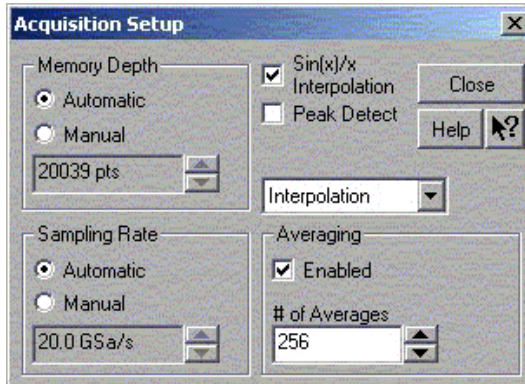 Acquisition Setup
Memory Depth
Automatic
Manual
20039 pts
Sin(x)/x
Interpolation
Peak Detect
Close
Help
?
Interpolation
Sampling Rate
Automatic
Manual
20.0 GSa/s
Averaging
Enabled
# of Averages
256